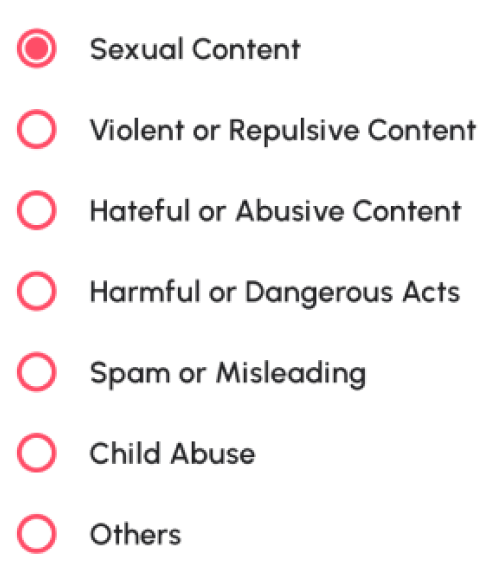 Sexual Content
Violent or Repulsive Content
Hateful or Abusive Content
Harmful or Dangerous Acts
Spam or Misleading
Child Abuse
Others